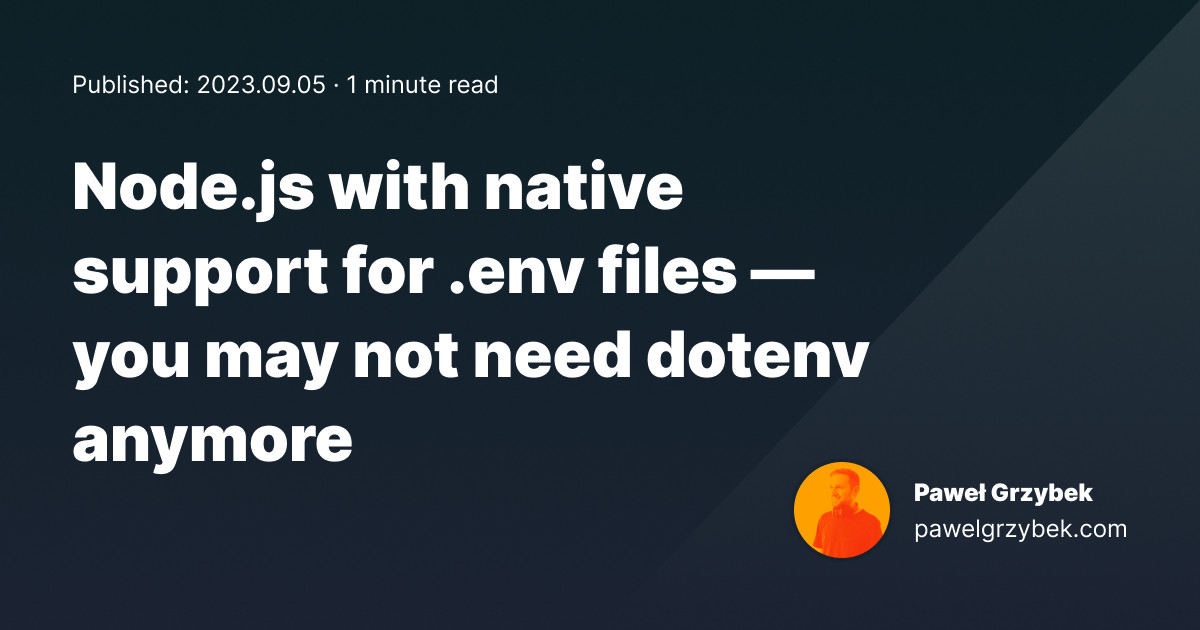 Published: 2023.09.05 · 1 minute read
Node.js with native
support for .env files —
you may not need dotenv
anymore
Paweł Grzybek
pawelgrzybek.com